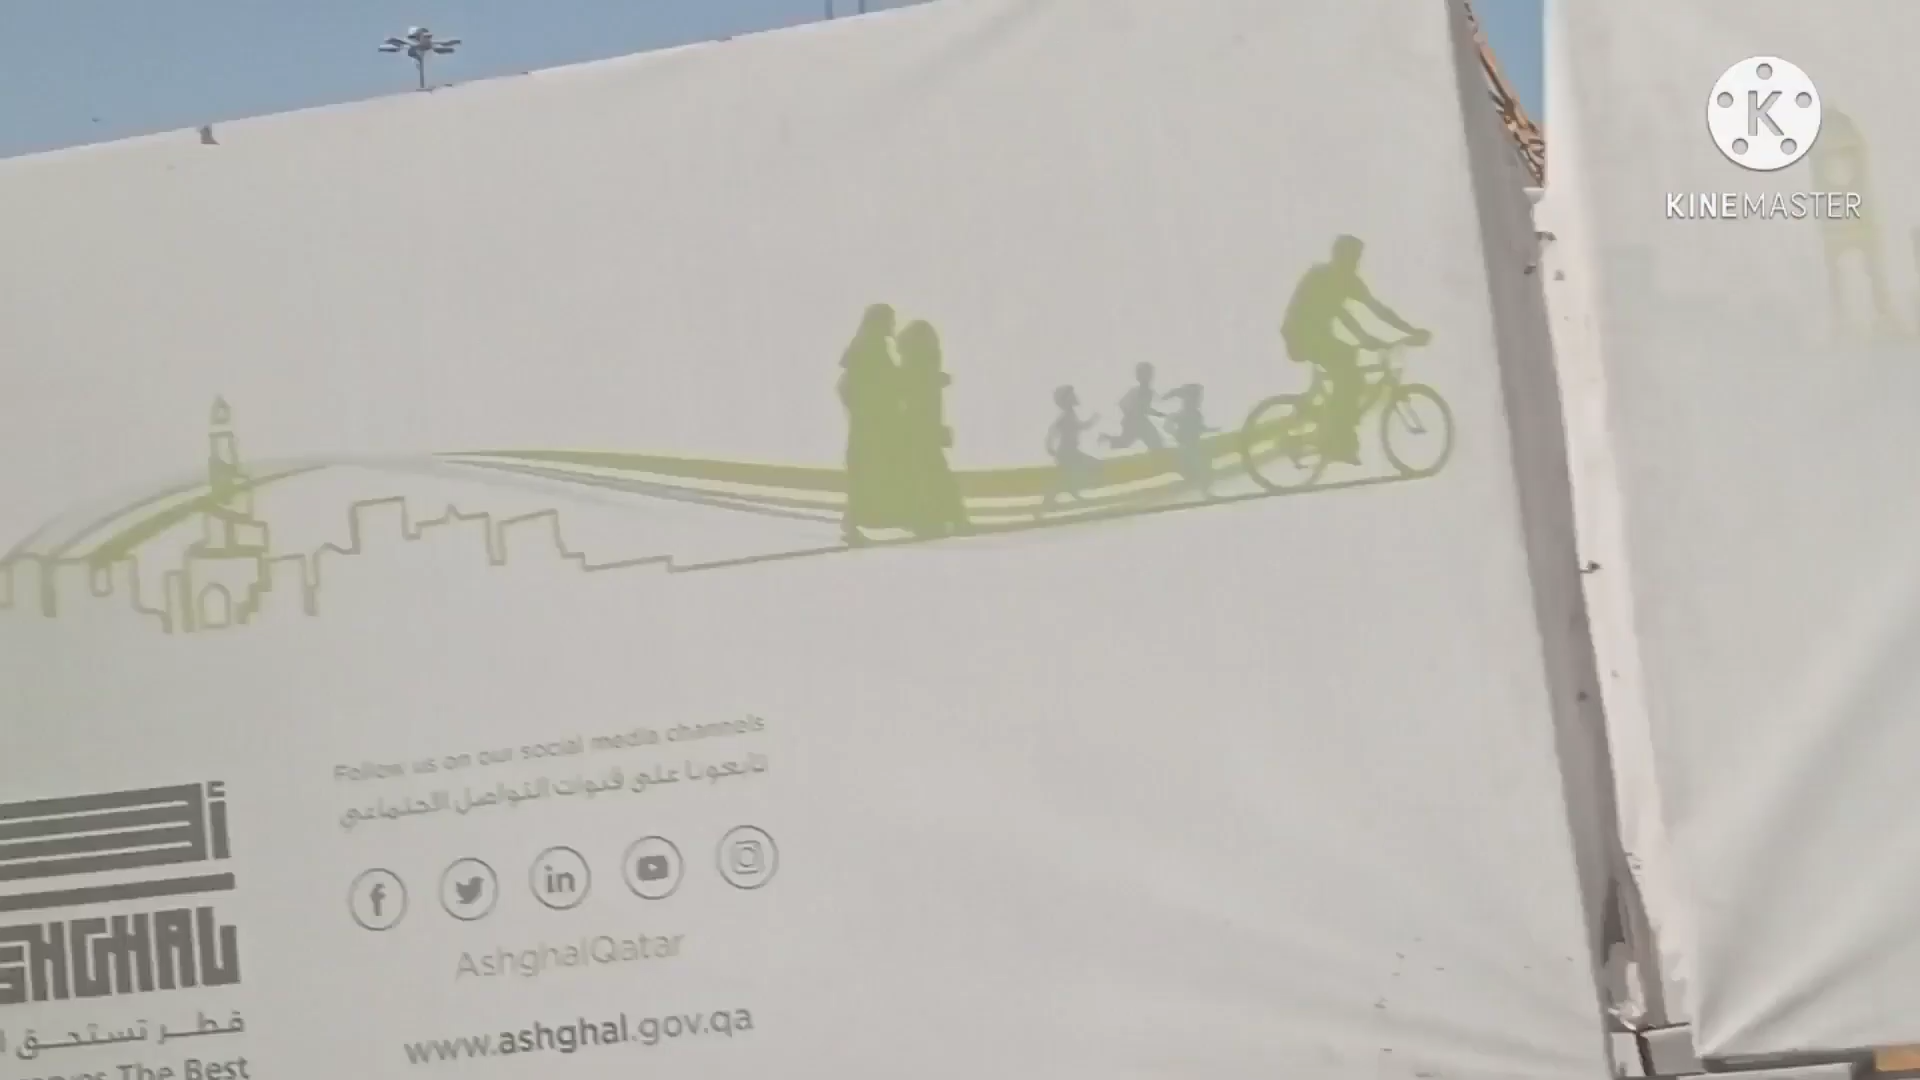 KINEMASTER
Follow us on our social media channels
تابعونا على قنوات التواصل الاجتماعي
AshghalQatar
www.ashghal.gov.qa
ASHGHAL
قطر تستحق
The Best